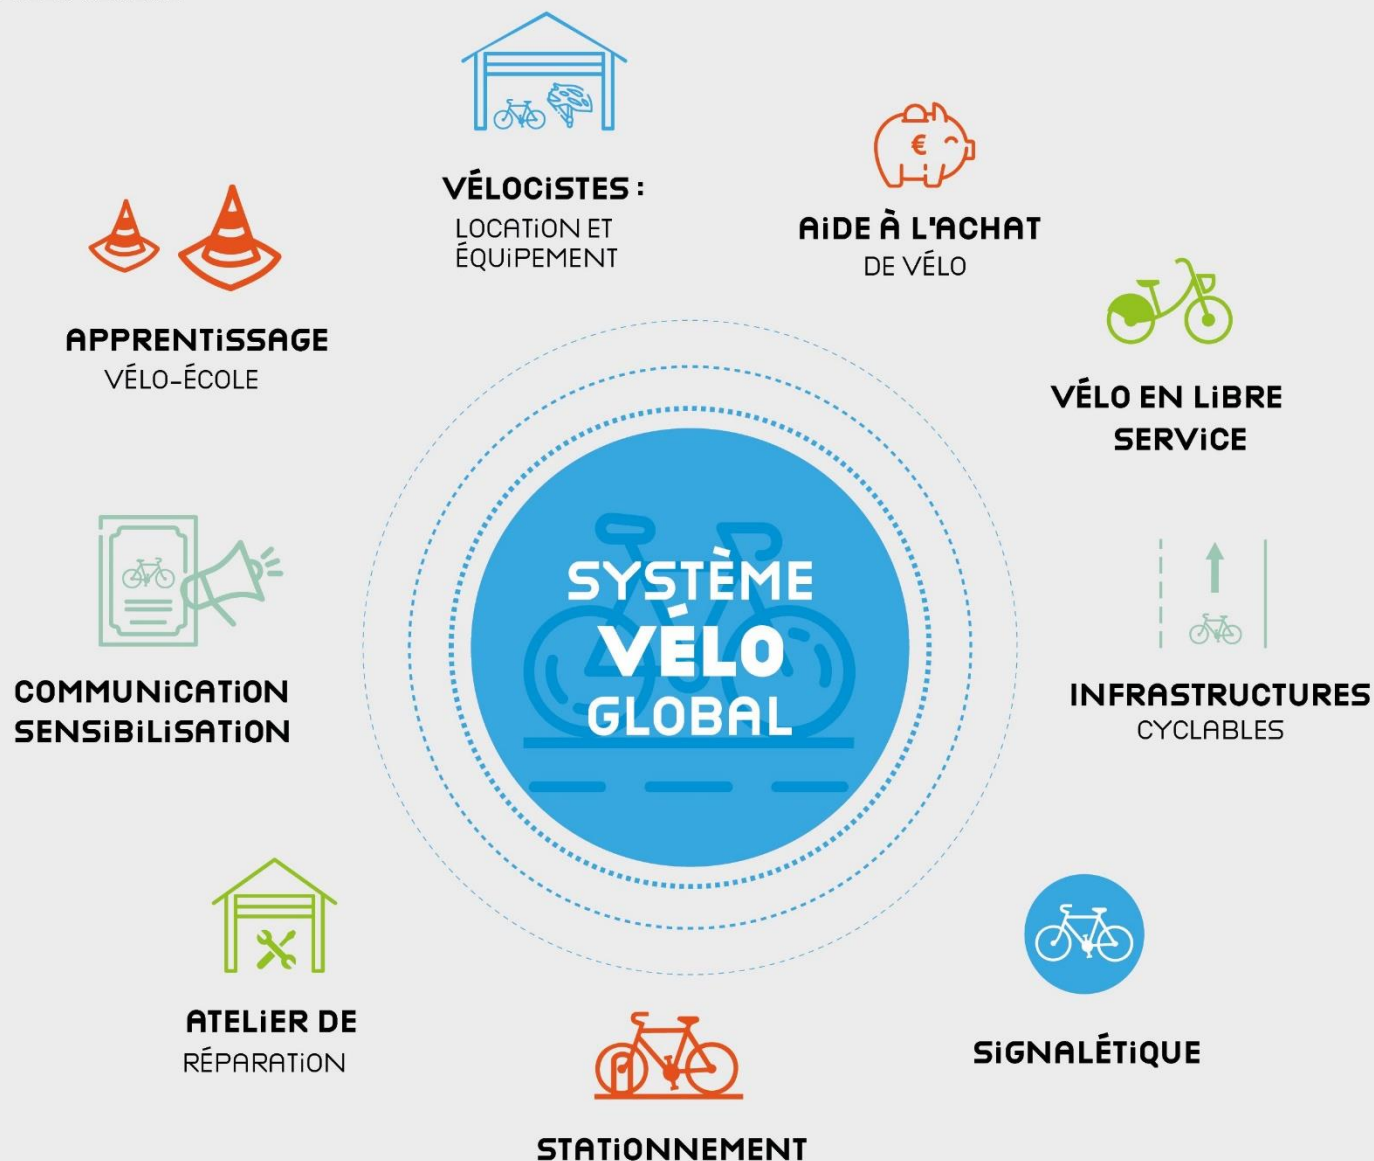 VÉLOCiSTES :
LOCATiON ET
ÉQUiPEMENT
€
AiDE À L'ACHAT
DE VÉLO
APPRENTiSSAGE
VÉLO-ÉCOLE
VÉLO EN LiBRE
SERViCE
SYSTÈME
VÉLO
GLOBAL
COMMUNiCATiON
SENSiBiLiSATiON
INFRASTRUCTURES
CYCLABLES
ATELiER DE
RÉPARATiON
SiGNALÉTiQUE
STATiONNEMENT